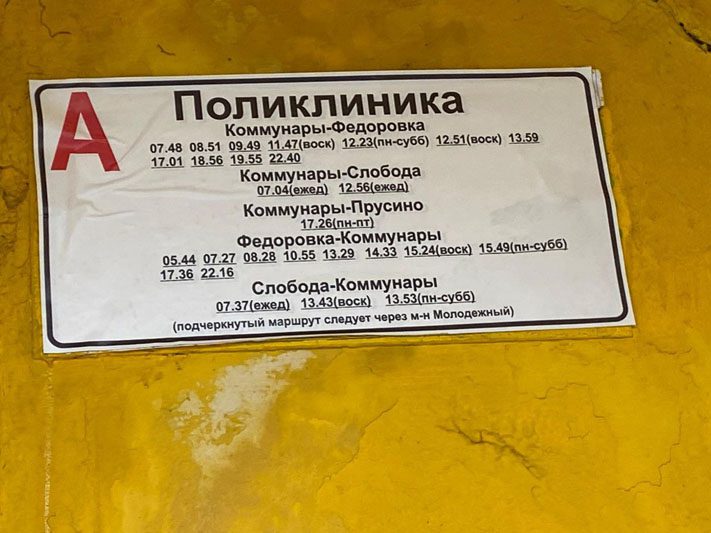 А
Поликлиника
Коммунары-Федоровка
07.48 08.51 09.49 11.47(воск) 12.23(пн-субб) 12.51(воск) 13.59
17.01 18.56 19.55 22.40
Коммунары-Слобода
07.04(ежед) 12.56(ежед)
Коммунары-Прусино
17.26(пн-пт)
Федоровка-Коммунары
05.44 07.27 08.28 10.55 13.29 14.33 15.24(воск) 15.49(пн-субб)
17.36 22.16
Слобода-Коммунары
07.37(ежед) 13.43(воск) 13.53(пн-субб)
(подчеркнутый маршрут следует через м-н Молодежный)